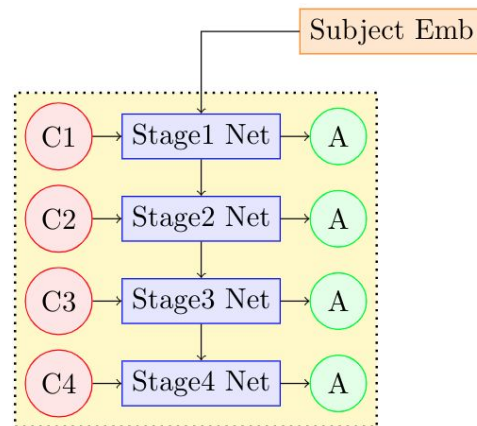 Subject Emb
C1 Stage1 Net A
C2 Stage2 Net A
C3 Stage3 Net A
C4 Stage4 Net A